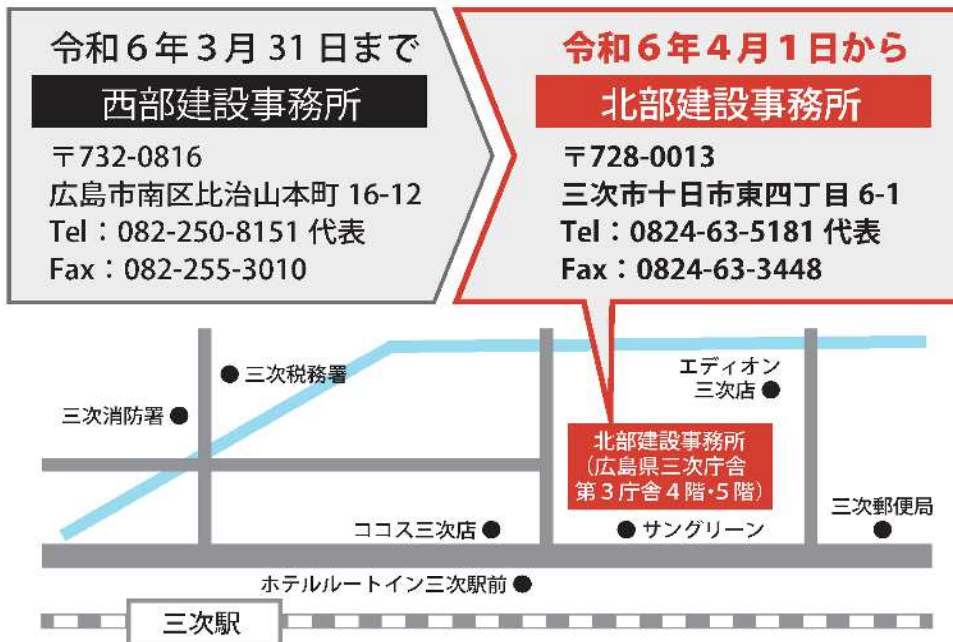 令和6年3月31日まで
西部建設事務所
〒732-0816
広島市南区比治山本町 16-12
Tel：082-250-8151 代表
Fax：082-255-3010
令和6年4月1日から
北部建設事務所
〒728-0013
三次市十日市東四丁目 6-1
Tel：0824-63-5181 代表
Fax：0824-63-3448
三次税務署
三次消防署
エディオン
三次店
北部建設事務所
（広島県三次庁舎
第3庁舎4階・5階）
三次郵便局
ココス三次店
サングリーン
ホテルルートイン三次駅前
三次駅